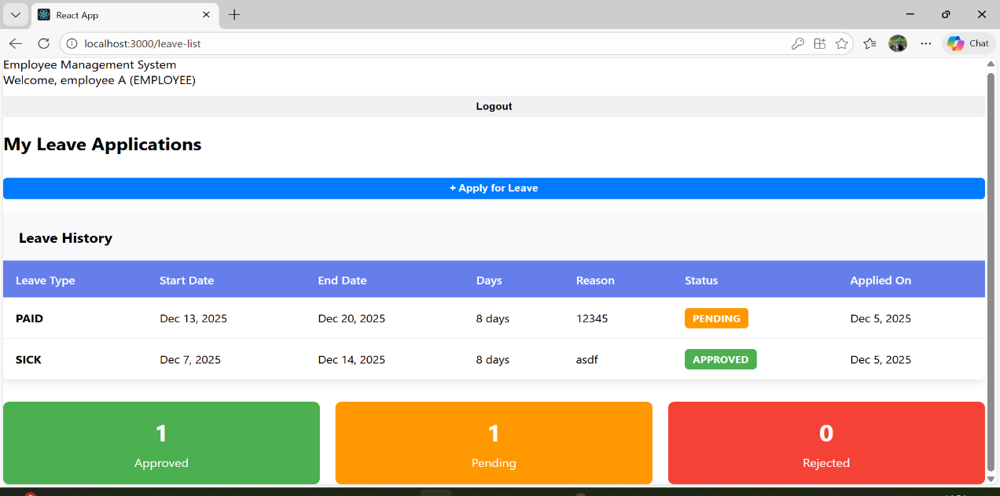 React App
localhost:3000/leave-list
Chat
Employee Management System
Welcome, employee A (EMPLOYEE)
Logout
My Leave Applications
+ Apply for Leave
Leave History
Leave Type Start Date End Date Days Reason Status Applied On
PAID Dec 13, 2025 Dec 20, 2025 8 days 12345 PENDING Dec 5, 2025
SICK Dec 7, 2025 Dec 14, 2025 8 days asdf APPROVED Dec 5, 2025
1 1 0
Approved Pending Rejected